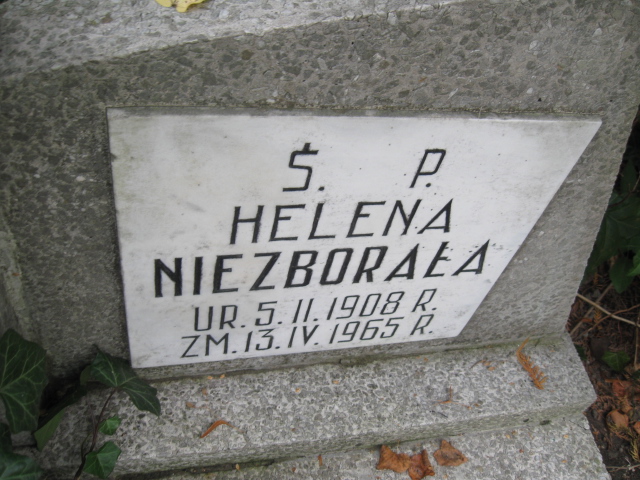 Ś. P.
HELENA
NIEZBORAŁA
UR. 5. II. 1908 R.
ZM. 13. IV. 1965 R.